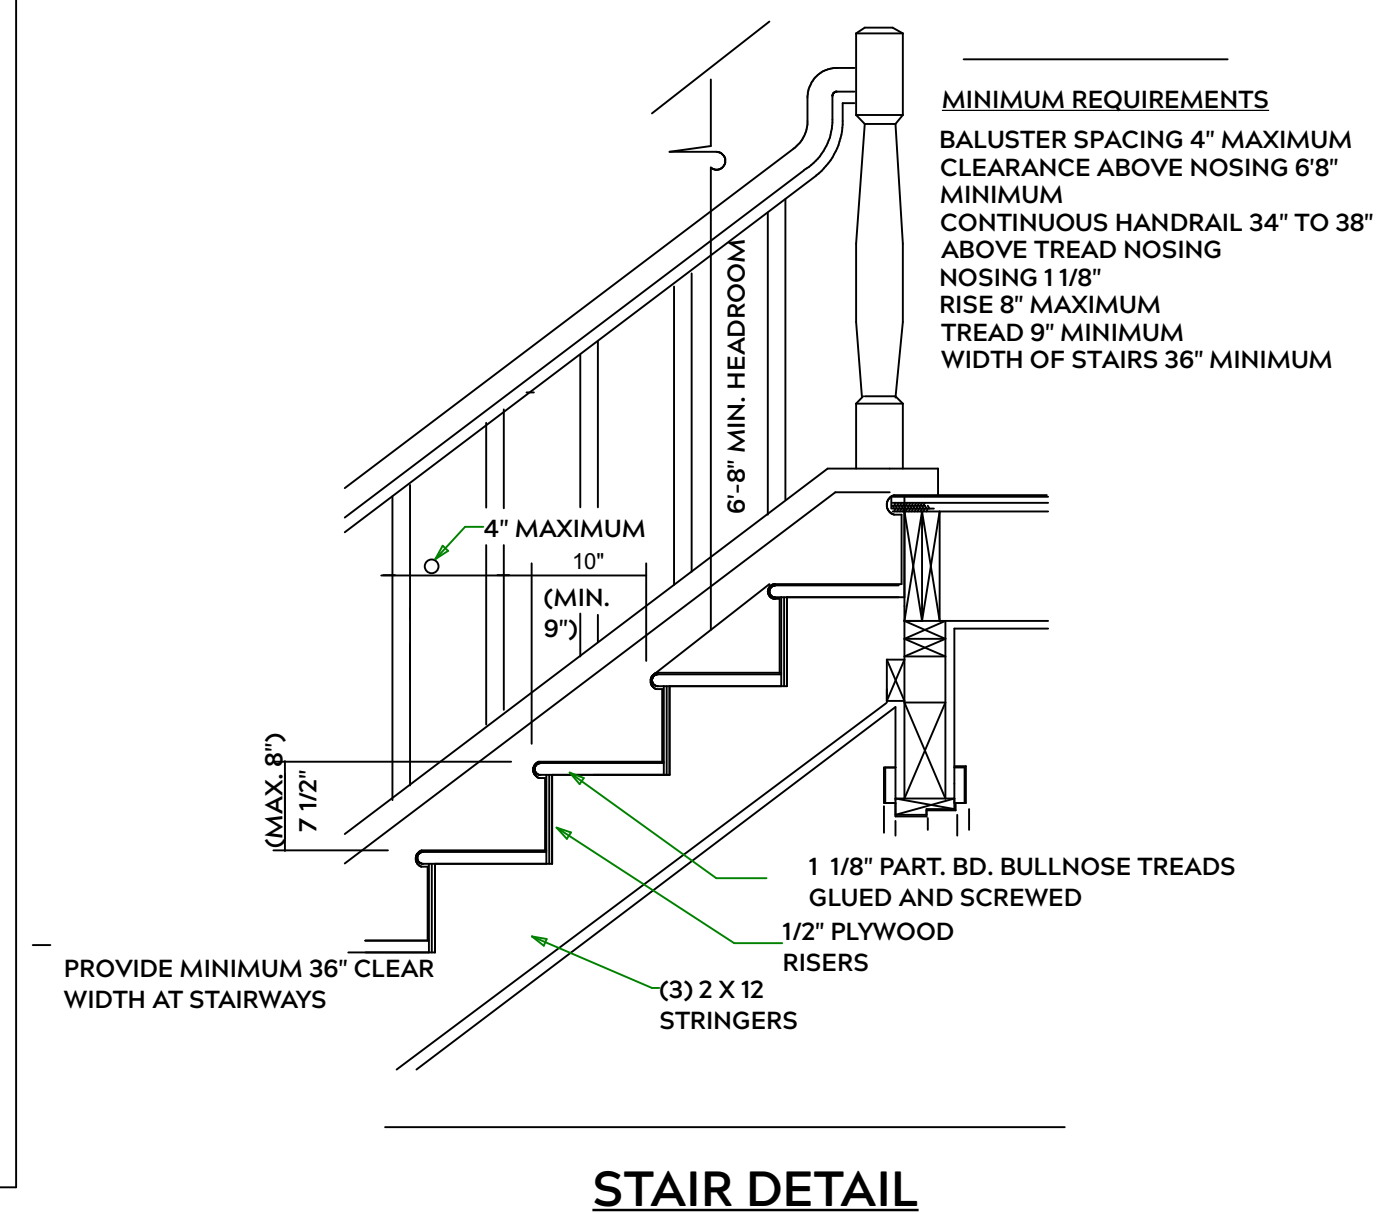 MINIMUM REQUIREMENTS
BALUSTER SPACING 4" MAXIMUM
CLEARANCE ABOVE NOSING 6'8"
MINIMUM
CONTINUOUS HANDRAIL 34" TO 38"
ABOVE TREAD NOSING
NOSING 1 1/8"
RISE 8" MAXIMUM
TREAD 9" MINIMUM
WIDTH OF STAIRS 36" MINIMUM
6'-8" MIN. HEADROOM
4" MAXIMUM
10"
(MIN.
9")
(MAX. 8")
7 1/2"
1 1/8" PART. BD. BULLNOSE TREADS
GLUED AND SCREWED
1/2" PLYWOOD
RISERS
PROVIDE MINIMUM 36" CLEAR
WIDTH AT STAIRWAYS
(3) 2 X 12
STRINGERS
STAIR DETAIL